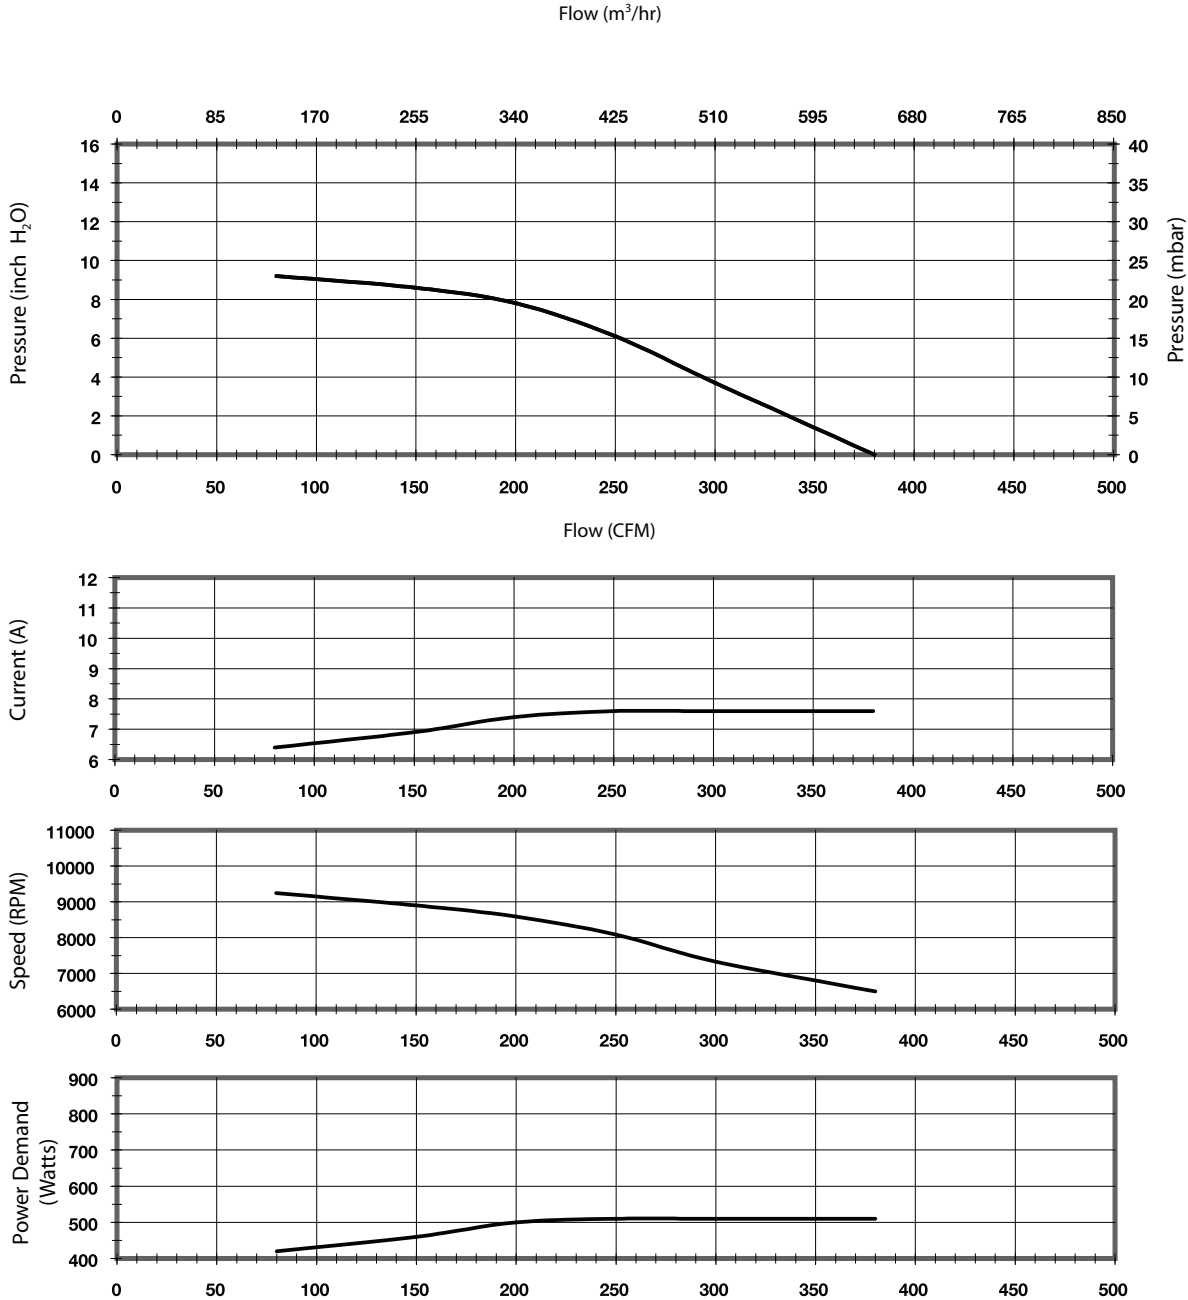 Flow (m³/hr)
0 85 170 255 340 425 510 595 680 765 850
16 40
14 35
12 30
10 25
8 20
6 15
4 10
2 5
0 0
Pressure (inch H₂O)
Pressure (mbar)
0 50 100 150 200 250 300 350 400 450 500
Flow (CFM)
12
11
10
9
8
7
6
Current (A)
0 50 100 150 200 250 300 350 400 450 500
11000
10000
9000
8000
7000
6000
Speed (RPM)
0 50 100 150 200 250 300 350 400 450 500
900
800
700
600
500
400
Power Demand
(Watts)
0 50 100 150 200 250 300 350 400 450 500